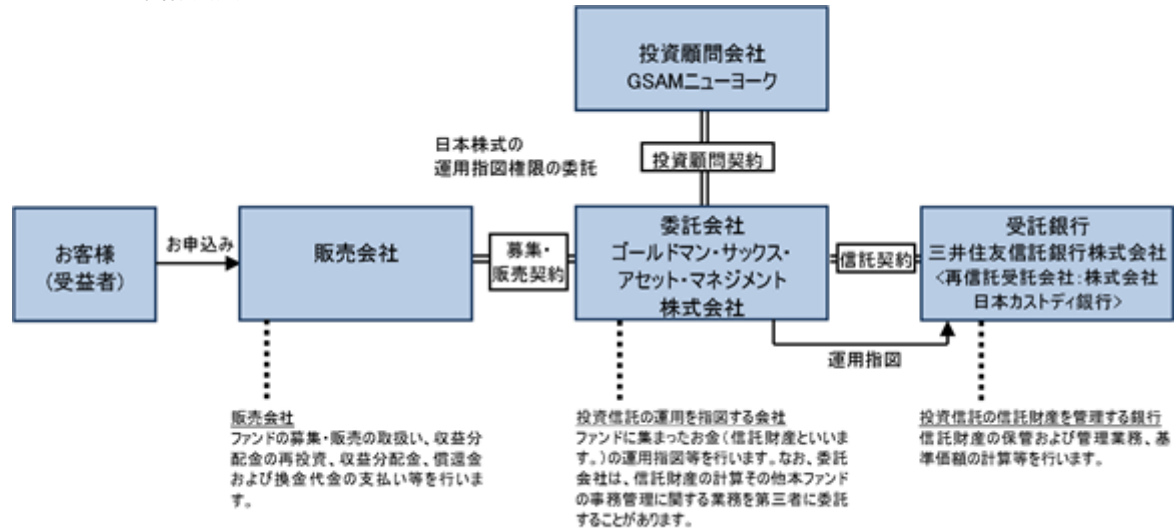 投資顧問会社
GSAMニューヨーク
日本株式の
運用指図権限の委託
投資顧問契約
お客様
(受益者)
お申込み
販売会社
募集・
販売契約
委託会社
ゴールドマン・サックス・
アセット・マネジメント
株式会社
信託契約
受託銀行
三井住友信託銀行株式会社
<再信託受託会社:株式会社
日本カストディ銀行>
運用指図
販売会社
ファンドの募集・販売の取扱い、収益分
配金の再投資、収益分配金、償還金
および換金代金の支払い等を行いま
す。
投資信託の運用を指図する会社
ファンドに集まったお金(信託財産といいま
す。)の運用指図等を行います。なお、委託
会社は、信託財産の計算その他本ファンド
の事務管理に関する業務を第三者に委託
することがあります。
投資信託の信託財産を管理する銀行
信託財産の保管および管理業務、基
準価額の計算等を行います。